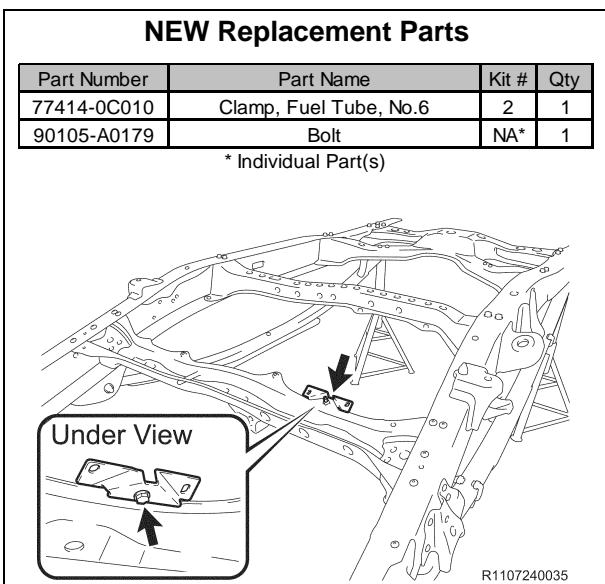 NEW Replacement Parts
Part Number Part Name Kit # Qty
77414-0C010 Clamp, Fuel Tube, No.6 2 1
90105-A0179 Bolt NA* 1
* Individual Part(s)
Under View
R1107240035